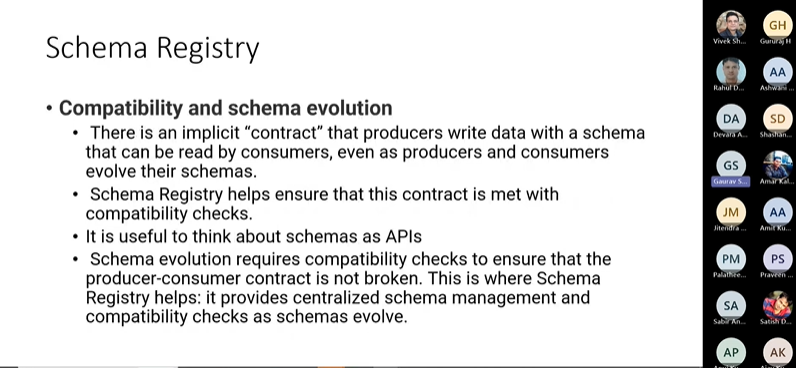 Schema Registry
• Compatibility and schema evolution
• There is an implicit “contract” that producers write data with a schema
that can be read by consumers, even as producers and consumers
evolve their schemas.
• Schema Registry helps ensure that this contract is met with
compatibility checks.
• It is useful to think about schemas as APIs
• Schema evolution requires compatibility checks to ensure that the
producer-consumer contract is not broken. This is where Schema
Registry helps: it provides centralized schema management and
compatibility checks as schemas evolve.
GH
Vivek Sh... Gururaj H
AA
Rahul D... Ashwani ...
DA SD
Devara A... Shashan...
GS
Gaurav S... Amar Kal...
JM AA
Jitendra ... Amit Ku...
PM PS
Palathee... Praveen ...
SA
Sabir An... Satish D...
AP AK